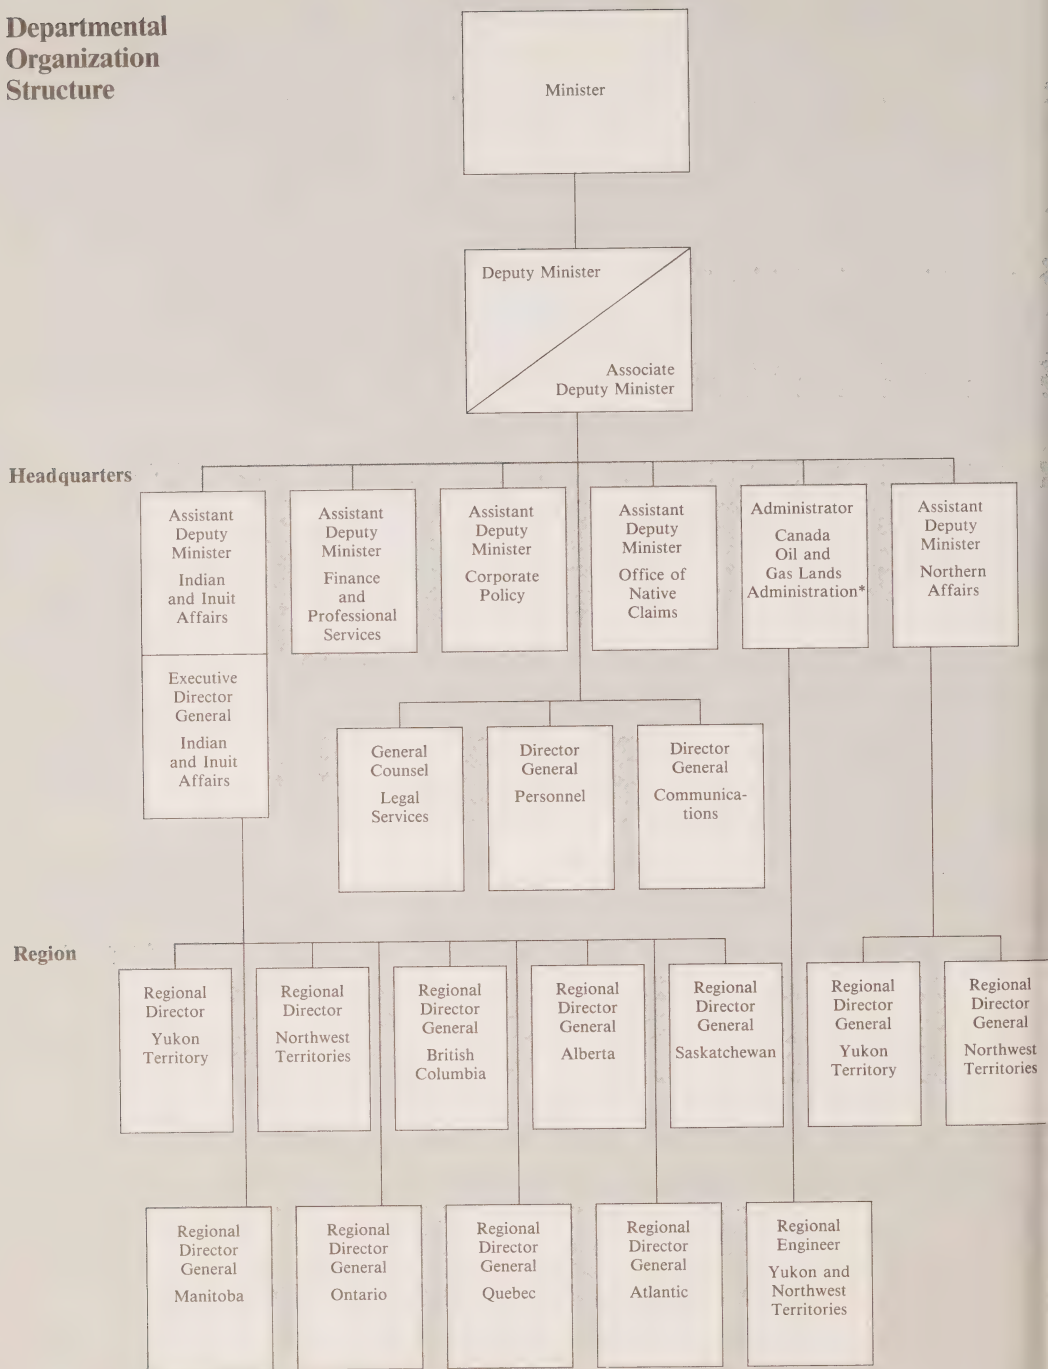 Departmental
Organization
Structure
Minister
Deputy Minister
Associate
Deputy Minister
Headquarters
Assistant
Deputy
Minister
Indian
and Inuit
Affairs
Assistant
Deputy
Minister
Finance
and
Professional
Services
Assistant
Deputy
Minister
Corporate
Policy
Assistant
Deputy
Minister
Office of
Native
Claims
Administrator
Canada
Oil and
Gas Lands
Administration*
Assistant
Deputy
Minister
Northern
Affairs
Executive
Director
General
Indian
and Inuit
Affairs
General
Counsel
Legal
Services
Director
General
Personnel
Director
General
Communica-
tions
Region
Regional
Director
Yukon
Territory
Regional
Director
Northwest
Territories
Regional
Director
General
British
Columbia
Regional
Director
General
Alberta
Regional
Director
General
Saskatchewan
Regional
Director
General
Yukon
Territory
Regional
Director
General
Northwest
Territories
Regional
Director
General
Manitoba
Regional
Director
General
Ontario
Regional
Director
General
Quebec
Regional
Director
General
Atlantic
Regional
Engineer
Yukon and
Northwest
Territories